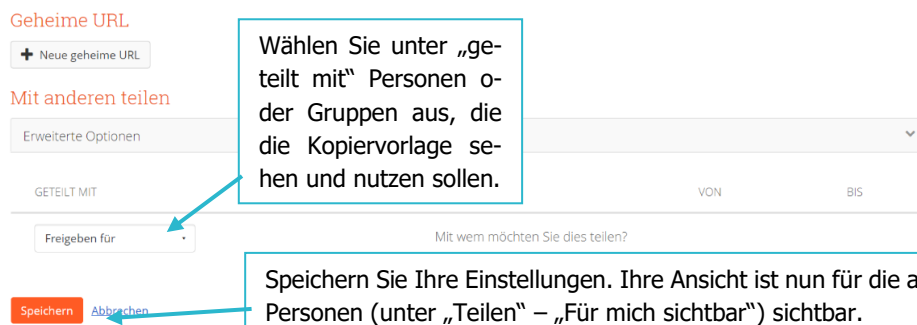 Geheime URL
Neue geheime URL
Wählen Sie unter „ge-
teilt mit“ Personen o-
der Gruppen aus, die
die Kopiervorlage se-
hen und nutzen sollen.
Mit anderen teilen
Erweiterte Optionen
GETEILT MIT
VON
BIS
Freigeben für
Mit wem möchten Sie dies teilen?
Speichern Sie Ihre Einstellungen. Ihre Ansicht ist nun für die a
Personen (unter „Teilen“ – „Für mich sichtbar“) sichtbar.
Speichern Abbrechen